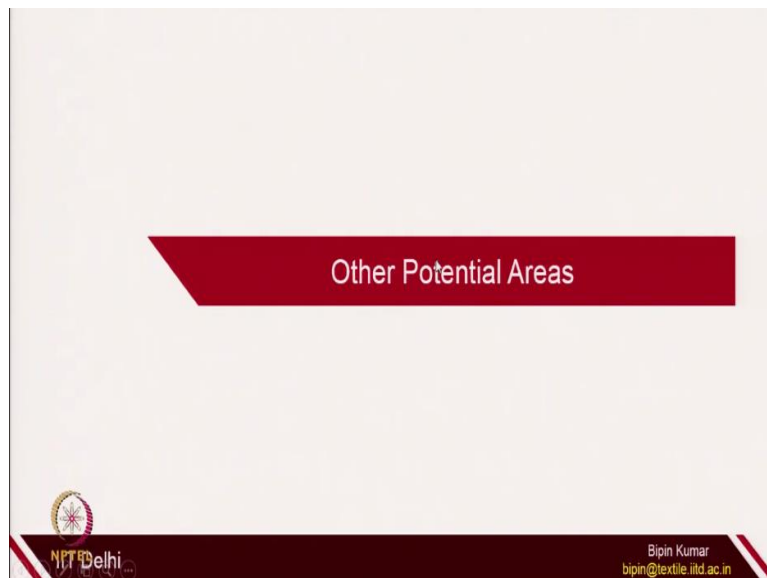 Other Potential Areas
NPTEL
IIT Delhi
Bipin Kumar
bipin@textile.iitd.ac.in